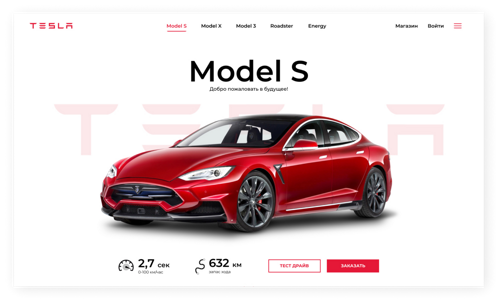 TESLA
Model S
Model X
Model 3
Roadster
Energy
Магазин
Войти
Model S
Добро пожаловать в будущее!
TESLA
2,7 сек
0-100 км/час
632 км
запас хода
ТЕСТ ДРАЙВ
ЗАКАЗАТЬ